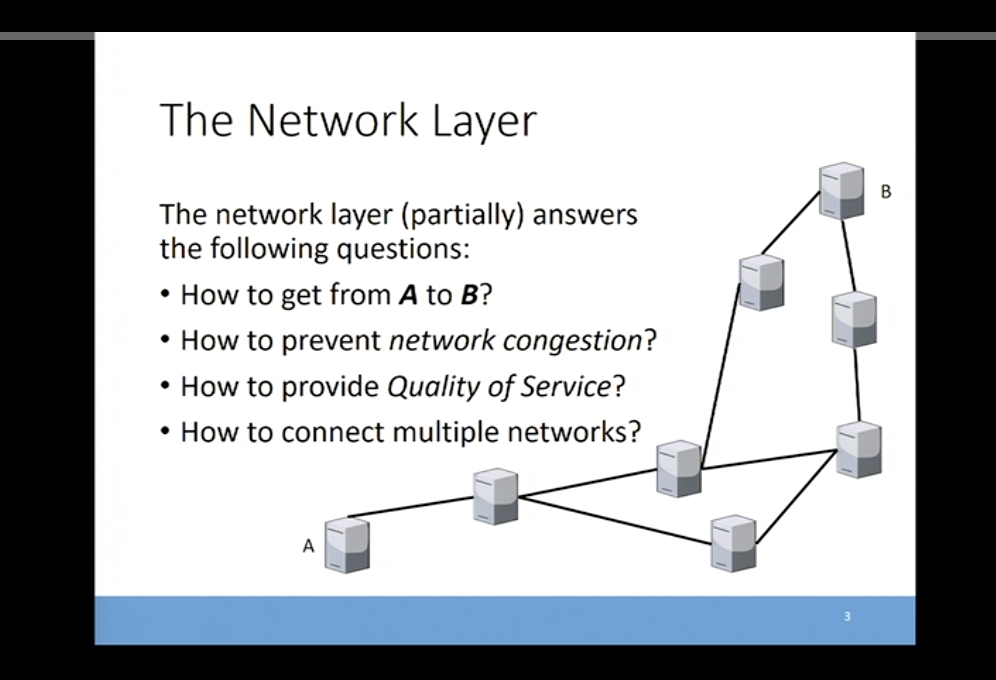 The Network Layer
The network layer (partially) answers
the following questions:
• How to get from A to B?
• How to prevent network congestion?
• How to provide Quality of Service?
• How to connect multiple networks?
B
A
3